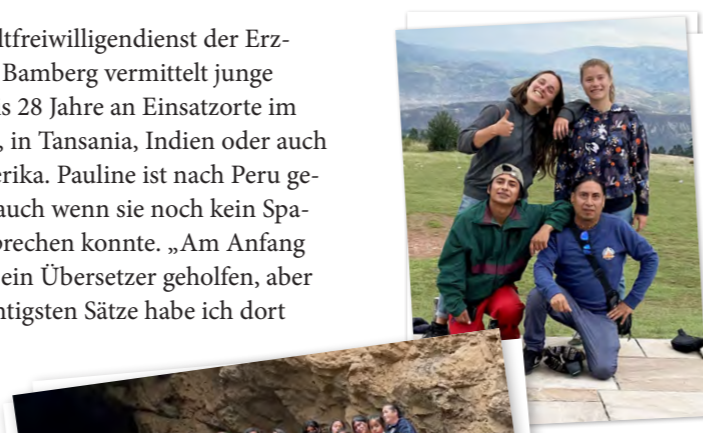 ltfreiwilligendienst der Erz-
Bamberg vermittelt junge
s 28 Jahre an Einsatzorte im
, in Tansania, Indien oder auch
erika. Pauline ist nach Peru ge-
auch wenn sie noch kein Spa-
prechen konnte. „Am Anfang
ein Übersetzer geholfen, aber
htigsten Sätze habe ich dort